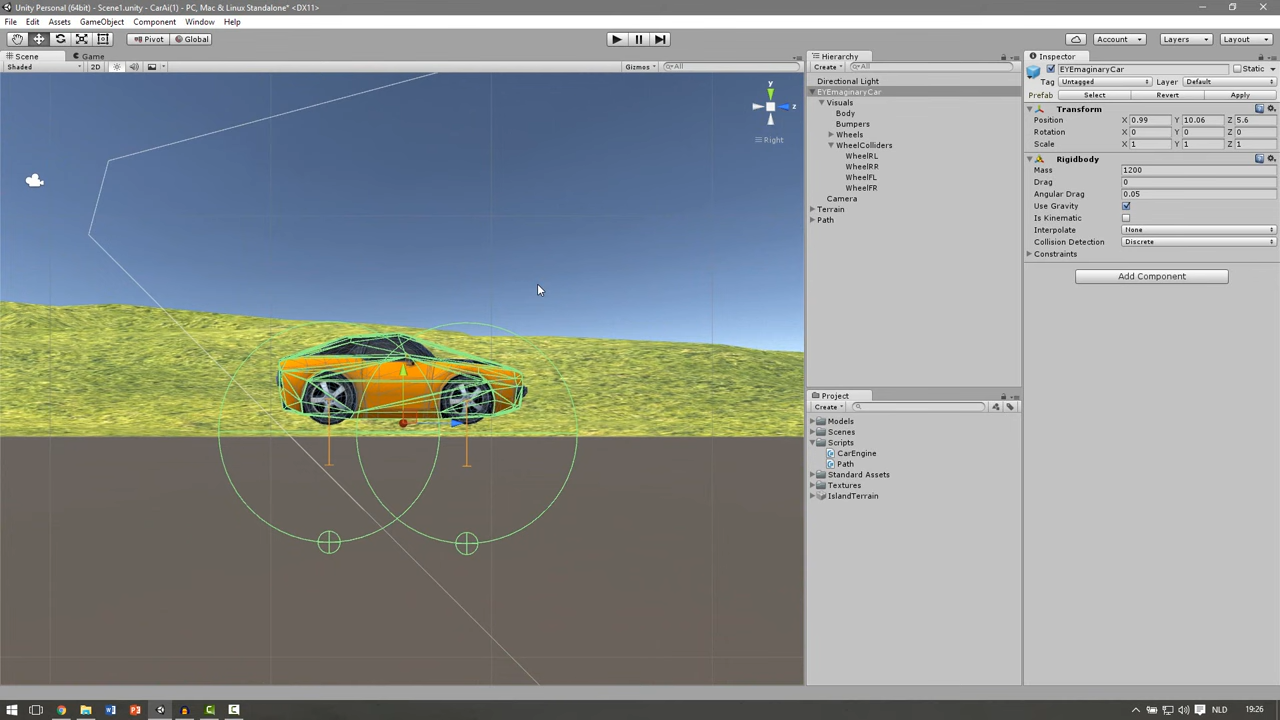 Unity Personal (64bit) - Scene1.unity - CarAi(1) - PC, Mac & Linux Standalone* <DX11>
File Edit Assets GameObject Component Window Help
Pivot Global Account Layers Layout
Scene Game
Shaded 2D Gizmos All
y
z
Right
Hierarchy
Create All
Directional Light
EYEmaginaryCar
Visuals
Body
Bumpers
Wheels
WheelColliders
WheelRL
WheelRR
WheelFL
WheelFR
Camera
Terrain
Path
Project
Create
Models
Scenes
Scripts
CarEngine
Path
Standard Assets
Textures
IslandTerrain
Inspector
EYEmaginaryCar Static
Tag Untagged Layer Default
Prefab Select Revert Apply
Transform
Position X 0.99 Y 10.06 Z 5.6
Rotation X 0 Y 0 Z 0
Scale X 1 Y 1 Z 1
Rigidbody
Mass 1200
Drag 0
Angular Drag 0.05
Use Gravity
Is Kinematic
Interpolate None
Collision Detection Discrete
Constraints
Add Component
NLD 19:26